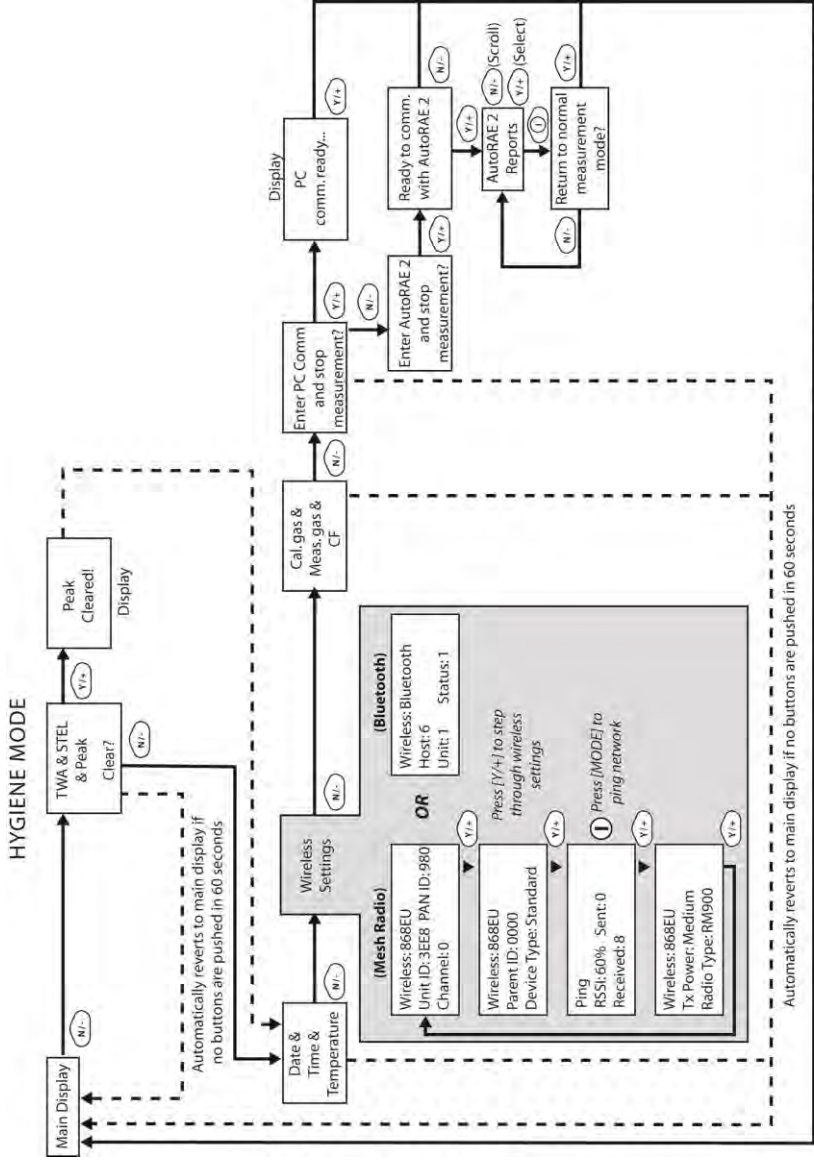 HYGIENE MODE
Main Display
N/-
TWA & STEL
& Peak
Clear?
Y/+
Peak
Cleared!
Display
N/-
Automatically reverts to main display if
no buttons are pushed in 60 seconds
Date &
Time &
Temperature
N/-
Wireless
Settings
N/-
Cal. gas &
Meas. gas &
CF
N/-
Enter PC Comm
and stop
measurement?
Y/+
Display
PC
comm. ready...
Y/+
N/-
Enter AutoRAE 2
and stop
measurement?
Y/+
Ready to comm.
with AutoRAE 2
N/-
Y/+
AutoRAE 2
Reports
N/- (Scroll)
Y/+ (Select)
Return to normal
measurement
mode?
Y/+
N/-
(Mesh Radio)
Wireless: 868EU
Unit ID: 3EE8 PAN ID: 980
Channel: 0
Y/+
Wireless: 868EU
Parent ID: 0000
Device Type: Standard
Y/+
Ping
RSSi: 60% Sent: 0
Received: 8
Y/+
Wireless: 868EU
Tx Power: Medium
Radio Type: RM900
Y/+
OR
(Bluetooth)
Wireless: Bluetooth
Host: 6
Unit: 1 Status: 1
Press [Y/+] to step
through wireless
settings
Press [MODE] to
ping network
Automatically reverts to main display if no buttons are pushed in 60 seconds